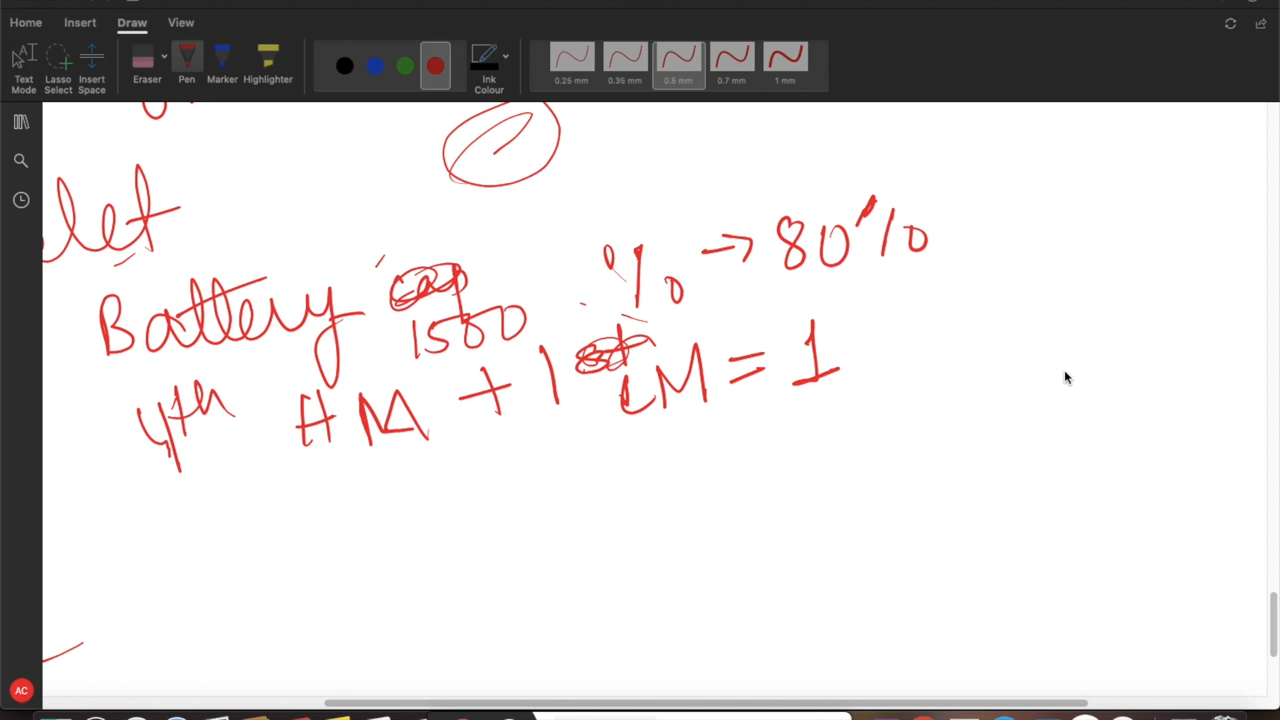 Home Insert Draw View
Text Mode Lasso Select Insert Space Eraser Pen Marker Highlighter Ink Colour 0.25 mm 0.35 mm 0.5 mm 0.7 mm 1 mm
let
% → 80%
Battery 1500
4th HM + 1 LM = 1
AC